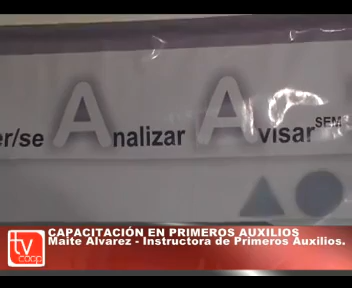 er/se Analizar Avisar SEM
CAPACITACIÓN EN PRIMEROS AUXILIOS
Maite Alvarez - Instructora de Primeros Auxilios.
tv
coop